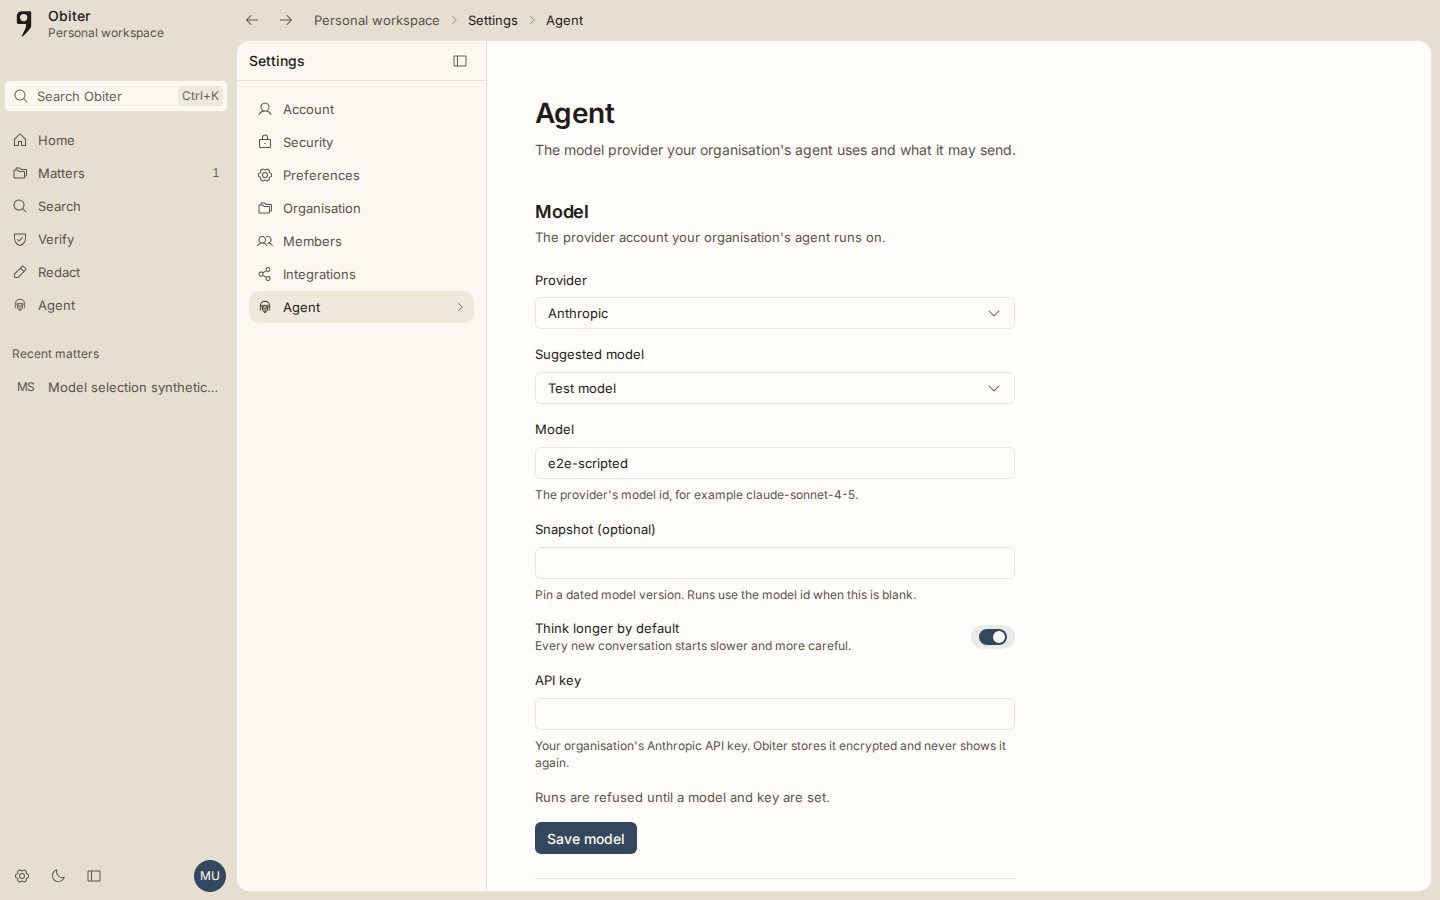 Obiter
Personal workspace
Personal workspace > Settings > Agent
Search Obiter
Ctrl+K
Home
Matters
1
Search
Verify
Redact
Agent
Recent matters
MS
Model selection synthetic...
MU
Settings
Account
Security
Preferences
Organisation
Members
Integrations
Agent
Agent
The model provider your organisation's agent uses and what it may send.
Model
The provider account your organisation's agent runs on.
Provider
Anthropic
Suggested model
Test model
Model
e2e-scripted
The provider's model id, for example claude-sonnet-4-5.
Snapshot (optional)
Pin a dated model version. Runs use the model id when this is blank.
Think longer by default
Every new conversation starts slower and more careful.
API key
Your organisation's Anthropic API key. Obiter stores it encrypted and never shows it
again.
Runs are refused until a model and key are set.
Save model